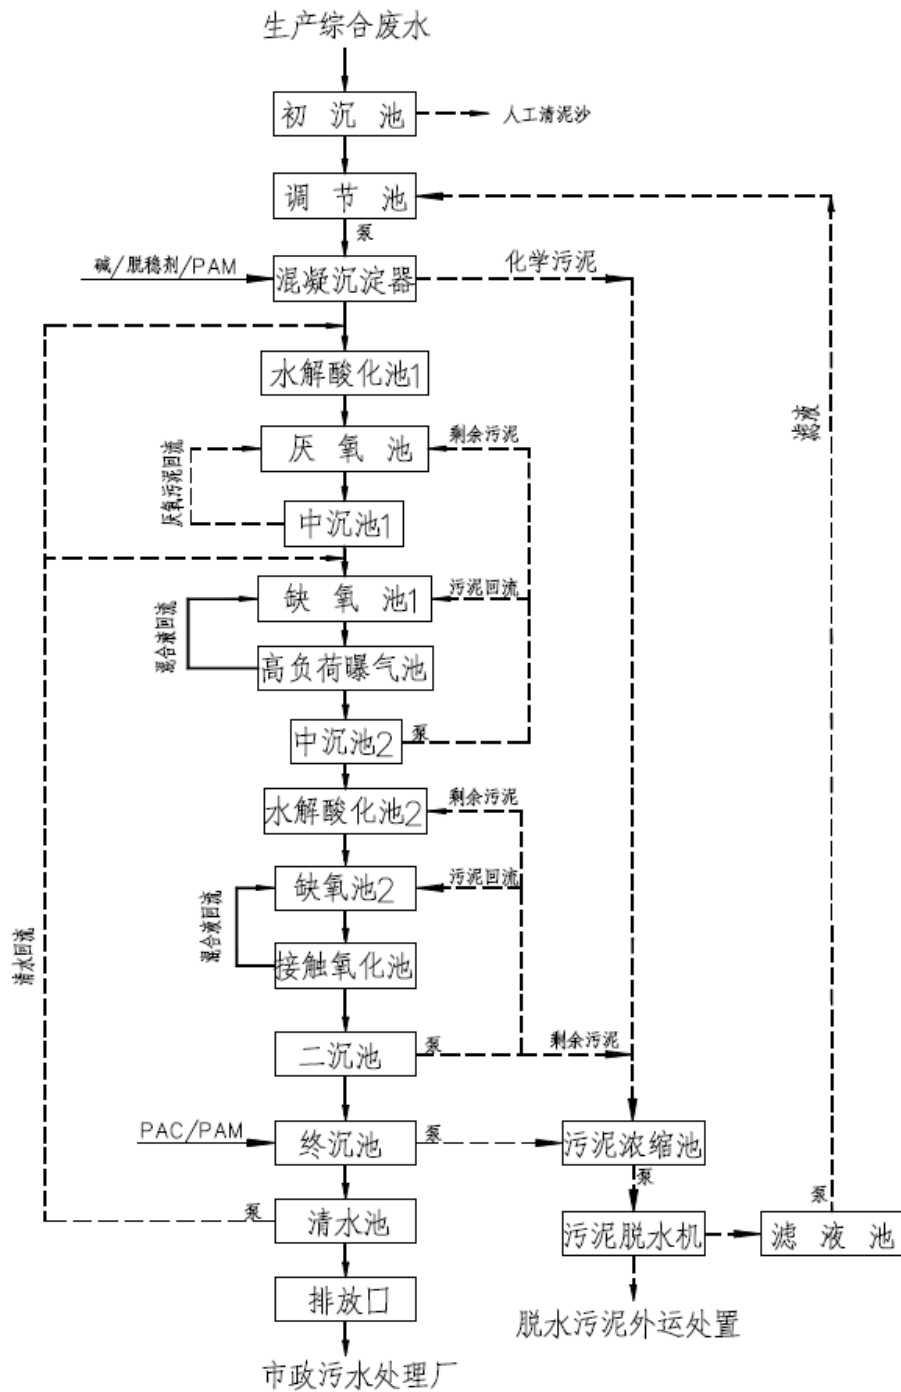 生产综合废水
初沉池
人工清泥沙
调节池
泵
碱/脱稳剂/PAM
混凝沉淀器
化学污泥
水解酸化池1
滤液
厌氧池
剩余污泥
厌氧污泥回流
中沉池1
缺氧池1
污泥回流
混合液回流
高负荷曝气池
中沉池2
泵
水解酸化池2
剩余污泥
缺氧池2
污泥回流
混合液回流
清水回流
接触氧化池
二沉池
泵
剩余污泥
PAC/PAM
终沉池
泵
污泥浓缩池
泵
泵
泵
清水池
污泥脱水机
滤液池
排放口
脱水污泥外运处置
市政污水处理厂